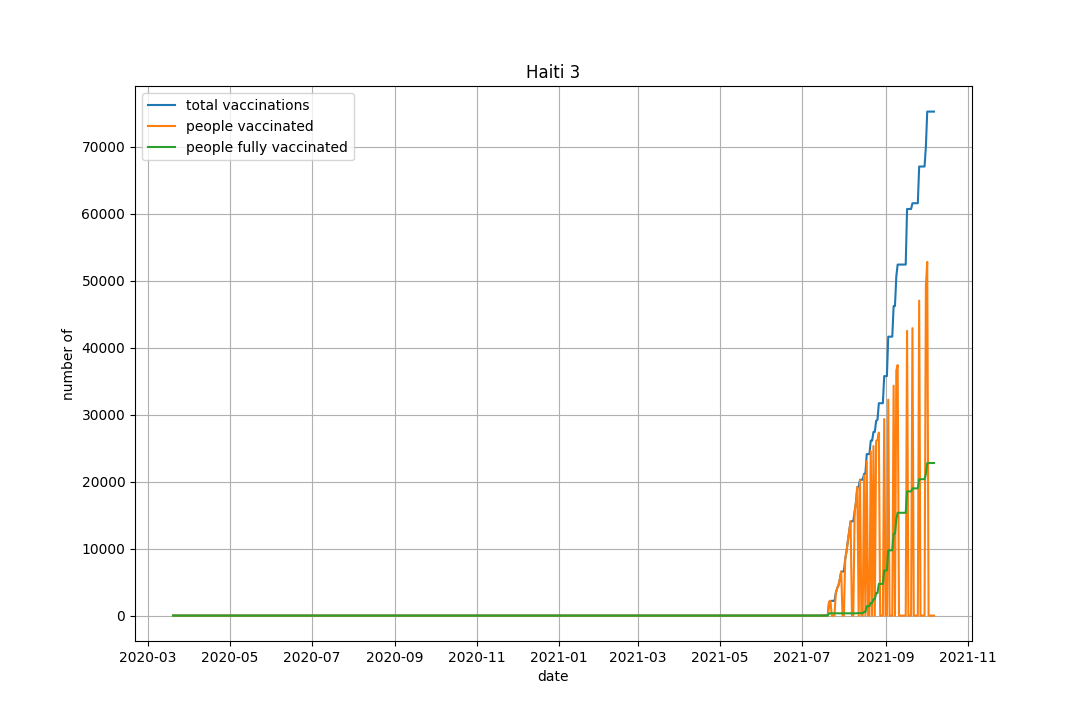 Haiti 3
total vaccinations
people vaccinated
people fully vaccinated
number of
70000
60000
50000
40000
30000
20000
10000
0
2020-03 2020-05 2020-07 2020-09 2020-11 2021-01 2021-03 2021-05 2021-07 2021-09 2021-11
date